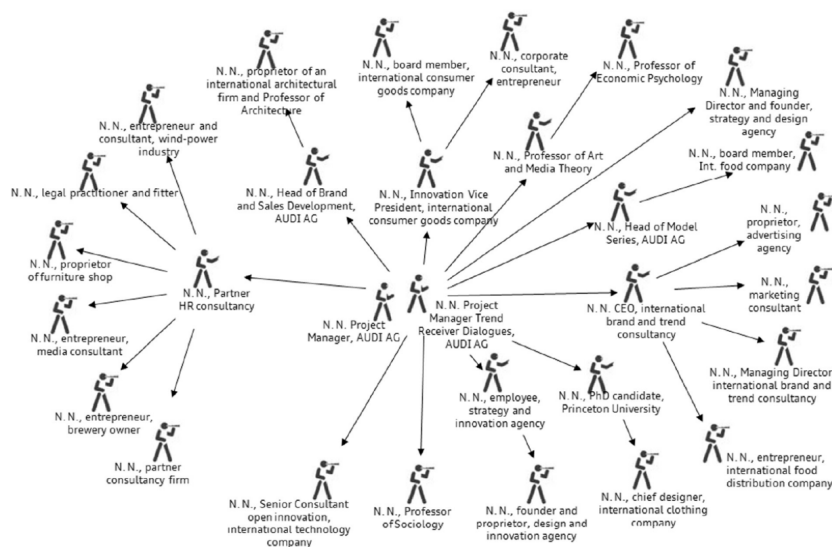 N. N., proprietor of an
international architectural
firm and Professor of
Architecture
N. N., board member,
international consumer
goods company
N. N., corporate
consultant,
entrepreneur
N. N., Professor of
Economic Psychology
N. N., Managing
Director and founder,
strategy and design
agency
N. N., entrepreneur and
consultant, wind-power
industry
N. N., legal practitioner and fitter
N. N., Head of Brand
and Sales Development,
AUDI AG
N. N., Innovation Vice
President, international
consumer goods company
N. N., Professor of Art
and Media Theory
N. N., board member,
Int. food company
N. N., Head of Model
Series, AUDI AG
N. N.,
proprietor,
advertising
agency
N. N., proprietor
of furniture shop
N. N., Partner
HR consultancy
N. N. Project
Manager, AUDI AG
N. N. Project
Manager Trend
Receiver Dialogues,
AUDI AG
N. N. CEO, international
brand and trend
consultancy
N. N.,
marketing
consultant
N. N., entrepreneur,
media consultant
N. N., employee,
strategy and
innovation agency
N. N., PhD candidate,
Princeton University
N. N., Managing Director
international brand and
trend consultancy
N. N., entrepreneur,
brewery owner
N. N., partner
consultancy firm
N. N., entrepreneur,
international food
distribution company
N. N., Senior Consultant
open innovation,
international technology
company
N. N., Professor
of Sociology
N. N., founder and
proprietor, design and
innovation agency
N. N., chief designer,
international clothing
company